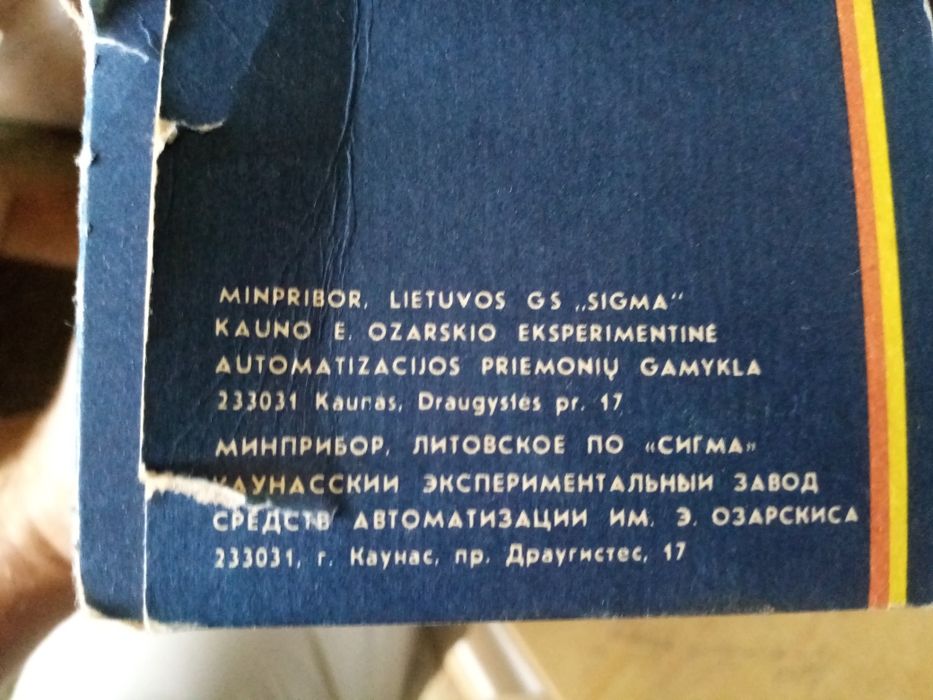 MINPRIBOR, LIETUVOS GS „SIGMA“
KAUNO E. OZARSKIO EKSPERIMENTINĖ
AUTOMATIZACIJOS PRIEMONIŲ GAMYKLA
233031 Kaunas, Draugystės pr. 17
МИНПРИБОР, ЛИТОВСКОЕ ПО «СИГМА»
КАУНАССКИЙ ЭКСПЕРИМЕНТАЛЬНЫЙ ЗАВОД
СРЕДСТВ АВТОМАТИЗАЦИИ ИМ. Э. ОЗАРСКИСА
233031, г. Каунас, пр. Драугистес, 17